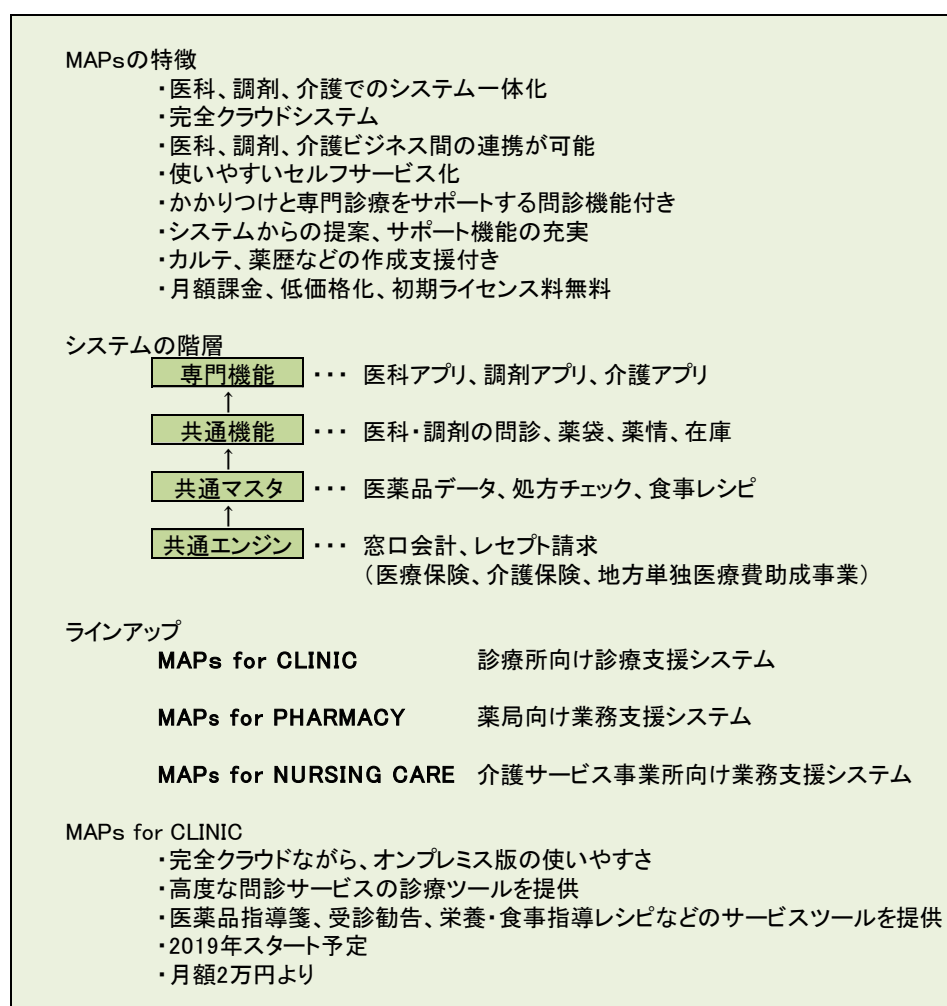 MAPsの特徴
・医科、調剤、介護でのシステム一体化
・完全クラウドシステム
・医科、調剤、介護ビジネス間の連携が可能
・使いやすいセルフサービス化
・かかりつけと専門診療をサポートする問診機能付き
・システムからの提案、サポート機能の充実
・カルテ、薬歴などの作成支援付き
・月額課金、低価格化、初期ライセンス料無料
システムの階層
専門機能 ・・・ 医科アプリ、調剤アプリ、介護アプリ
↑
共通機能 ・・・ 医科・調剤の問診、薬袋、薬情、在庫
↑
共通マスタ ・・・ 医薬品データ、処方チェック、食事レシピ
↑
共通エンジン ・・・ 窓口会計、レセプト請求
（医療保険、介護保険、地方単独医療費助成事業）
ラインアップ
MAPs for CLINIC 診療所向け診療支援システム
MAPs for PHARMACY 薬局向け業務支援システム
MAPs for NURSING CARE 介護サービス事業所向け業務支援システム
MAPs for CLINIC
・完全クラウドながら、オンプレミス版の使いやすさ
・高度な問診サービスの診療ツールを提供
・医薬品指導箋、受診勧告、栄養・食事指導レシピなどのサービスツールを提供
・2019年スタート予定
・月額2万円より